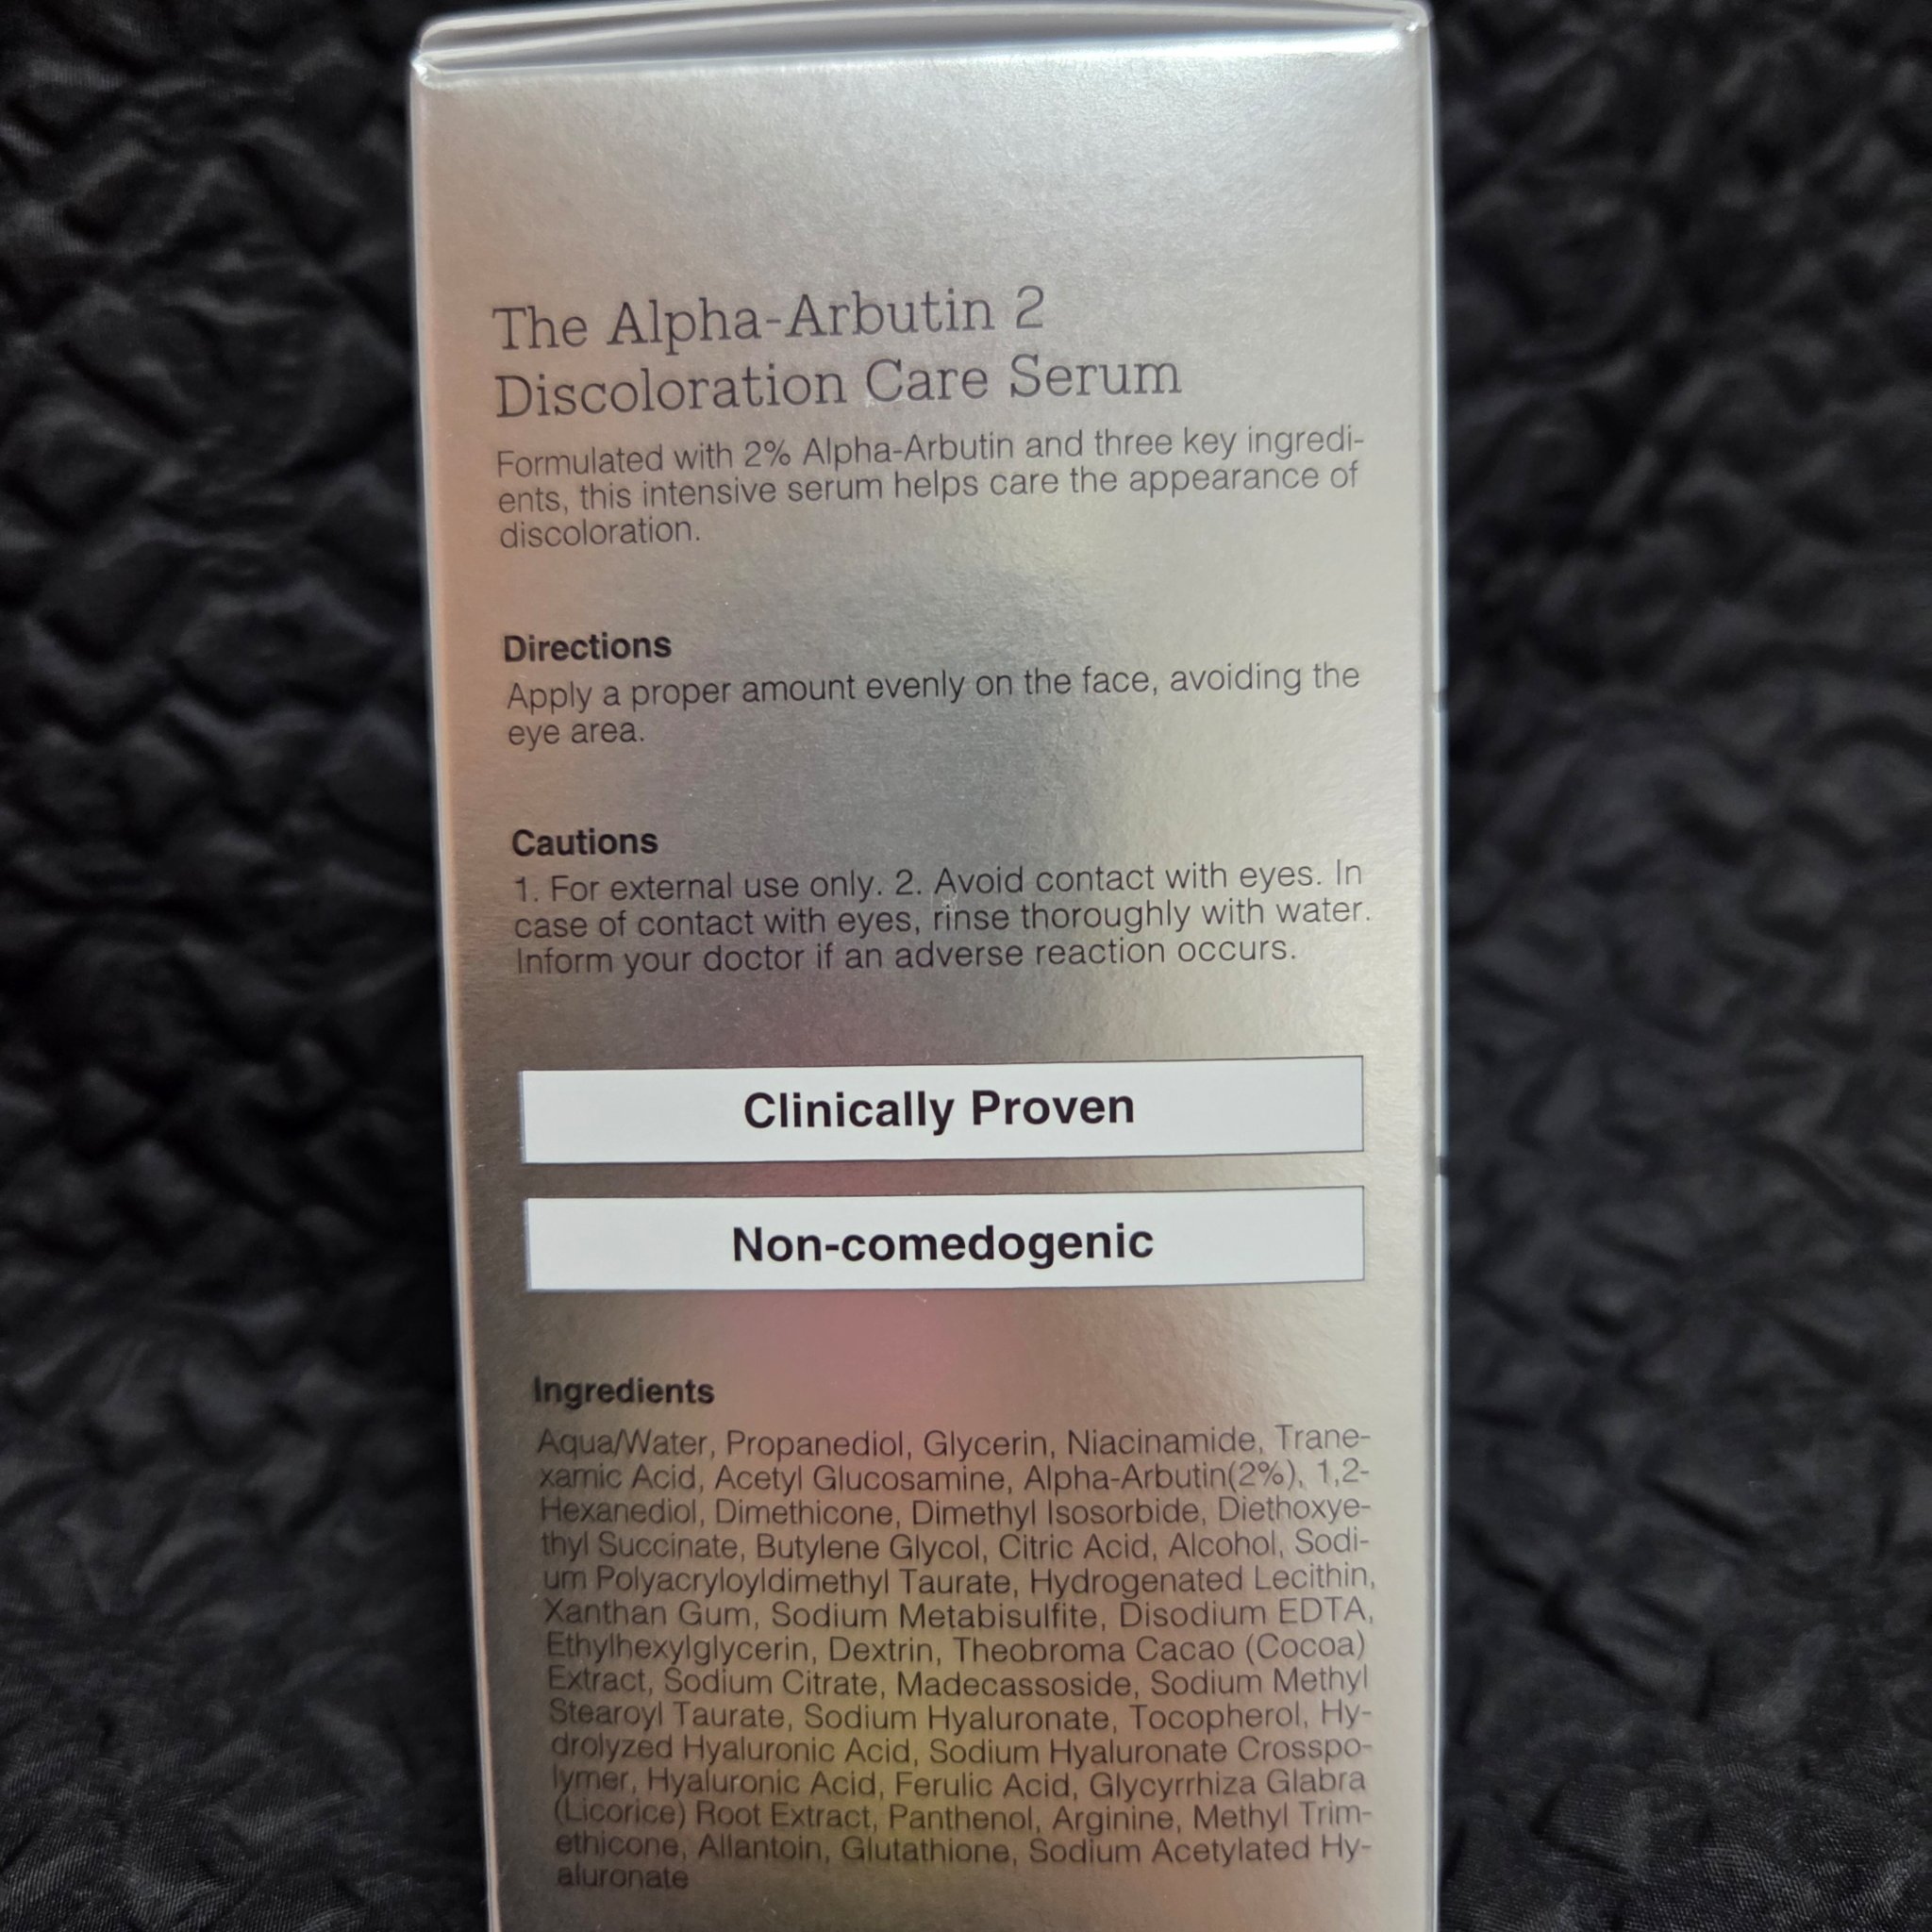 The Alpha-Arbutin 2
Discoloration Care Serum
Formulated with 2% Alpha-Arbutin and three key ingredi-
ents, this intensive serum helps care the appearance of
discoloration.
Directions
Apply a proper amount evenly on the face, avoiding the
eye area.
Cautions
1. For external use only. 2. Avoid contact with eyes. In
case of contact with eyes, rinse thoroughly with water.
Inform your doctor if an adverse reaction occurs.
Clinically Proven
Non-comedogenic
Ingredients
Aqua/Water, Propanediol, Glycerin, Niacinamide, Trane-
xamic Acid, Acetyl Glucosamine, Alpha-Arbutin(2%), 1,2-
Hexanediol, Dimethicone, Dimethyl Isosorbide, Diethoxye-
thyl Succinate, Butylene Glycol, Citric Acid, Alcohol, Sodi-
um Polyacryloyldimethyl Taurate, Hydrogenated Lecithin,
Xanthan Gum, Sodium Metabisulfite, Disodium EDTA,
Ethylhexylglycerin, Dextrin, Theobroma Cacao (Cocoa)
Extract, Sodium Citrate, Madecassoside, Sodium Methyl
Stearoyl Taurate, Sodium Hyaluronate, Tocopherol, Hy-
drolyzed Hyaluronic Acid, Sodium Hyaluronate Crosspo-
lymer, Hyaluronic Acid, Ferulic Acid, Glycyrrhiza Glabra
(Licorice) Root Extract, Panthenol, Arginine, Methyl Trim-
ethicone, Allantoin, Glutathione, Sodium Acetylated Hy-
aluronate